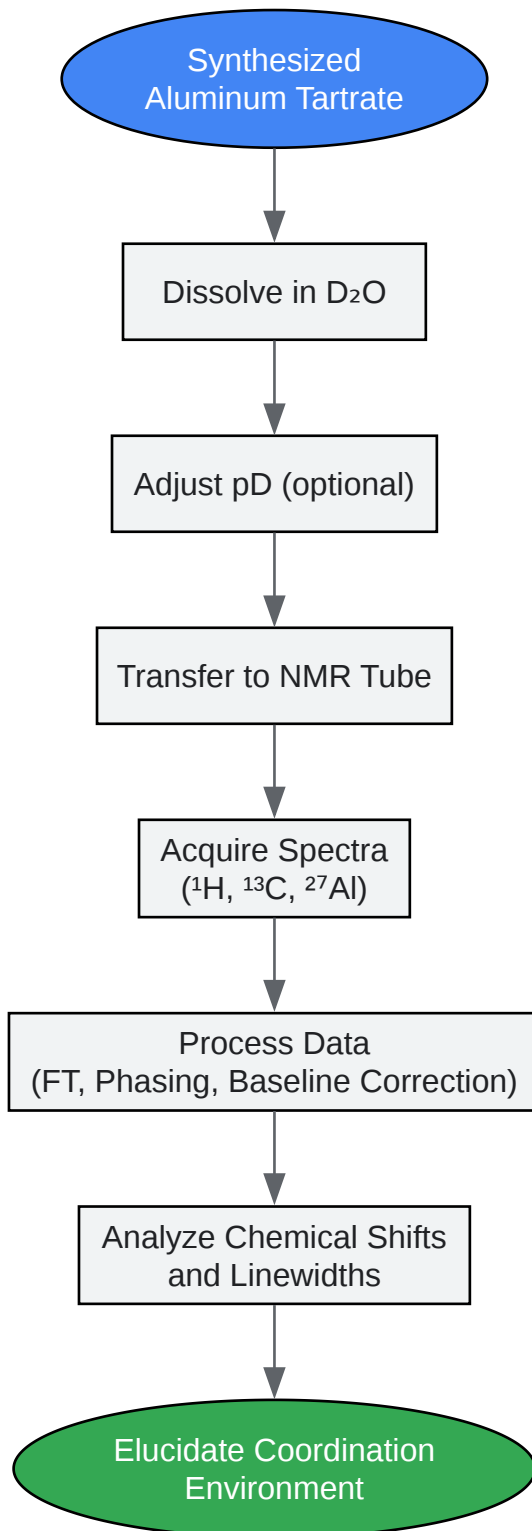 Synthesized
Aluminum Tartrate
Dissolve in D₂O
Adjust pD (optional)
Transfer to NMR Tube
Acquire Spectra
(¹H, ¹³C, ²⁷Al)
Process Data
(FT, Phasing, Baseline Correction)
Analyze Chemical Shifts
and Linewidths
Elucidate Coordination
Environment